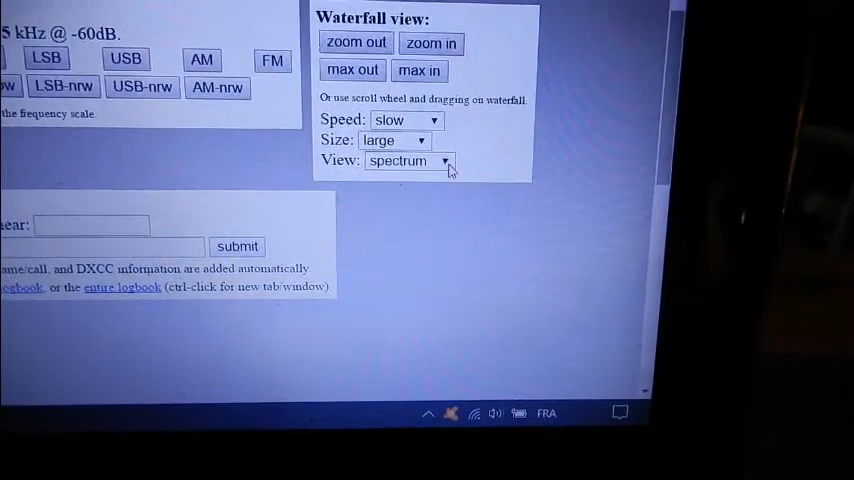 5 kHz @ -60dB.
LSB USB AM FM
LSB-nrw USB-nrw AM-nrw
the frequency scale.
Waterfall view:
zoom out zoom in
max out max in
Or use scroll wheel and dragging on waterfall.
Speed: slow
Size: large
View: spectrum
submit
ame/call, and DXCC information are added automatically.
ogbook, or the entire logbook (ctrl-click for new tab/window).
FRA